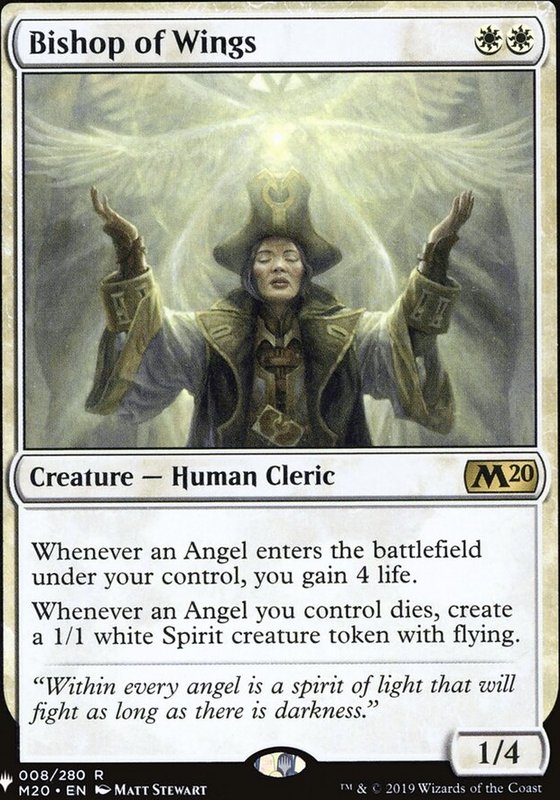 Bishop of Wings
Creature — Human Cleric
M20
Whenever an Angel enters the battlefield
under your control, you gain 4 life.
Whenever an Angel you control dies, create
a 1/1 white Spirit creature token with flying.
“Within every angel is a spirit of light that will
fight as long as there is darkness.”
1/4
008/280 R
M20 • EN MATT STEWART
™ & © 2019 Wizards of the Coast